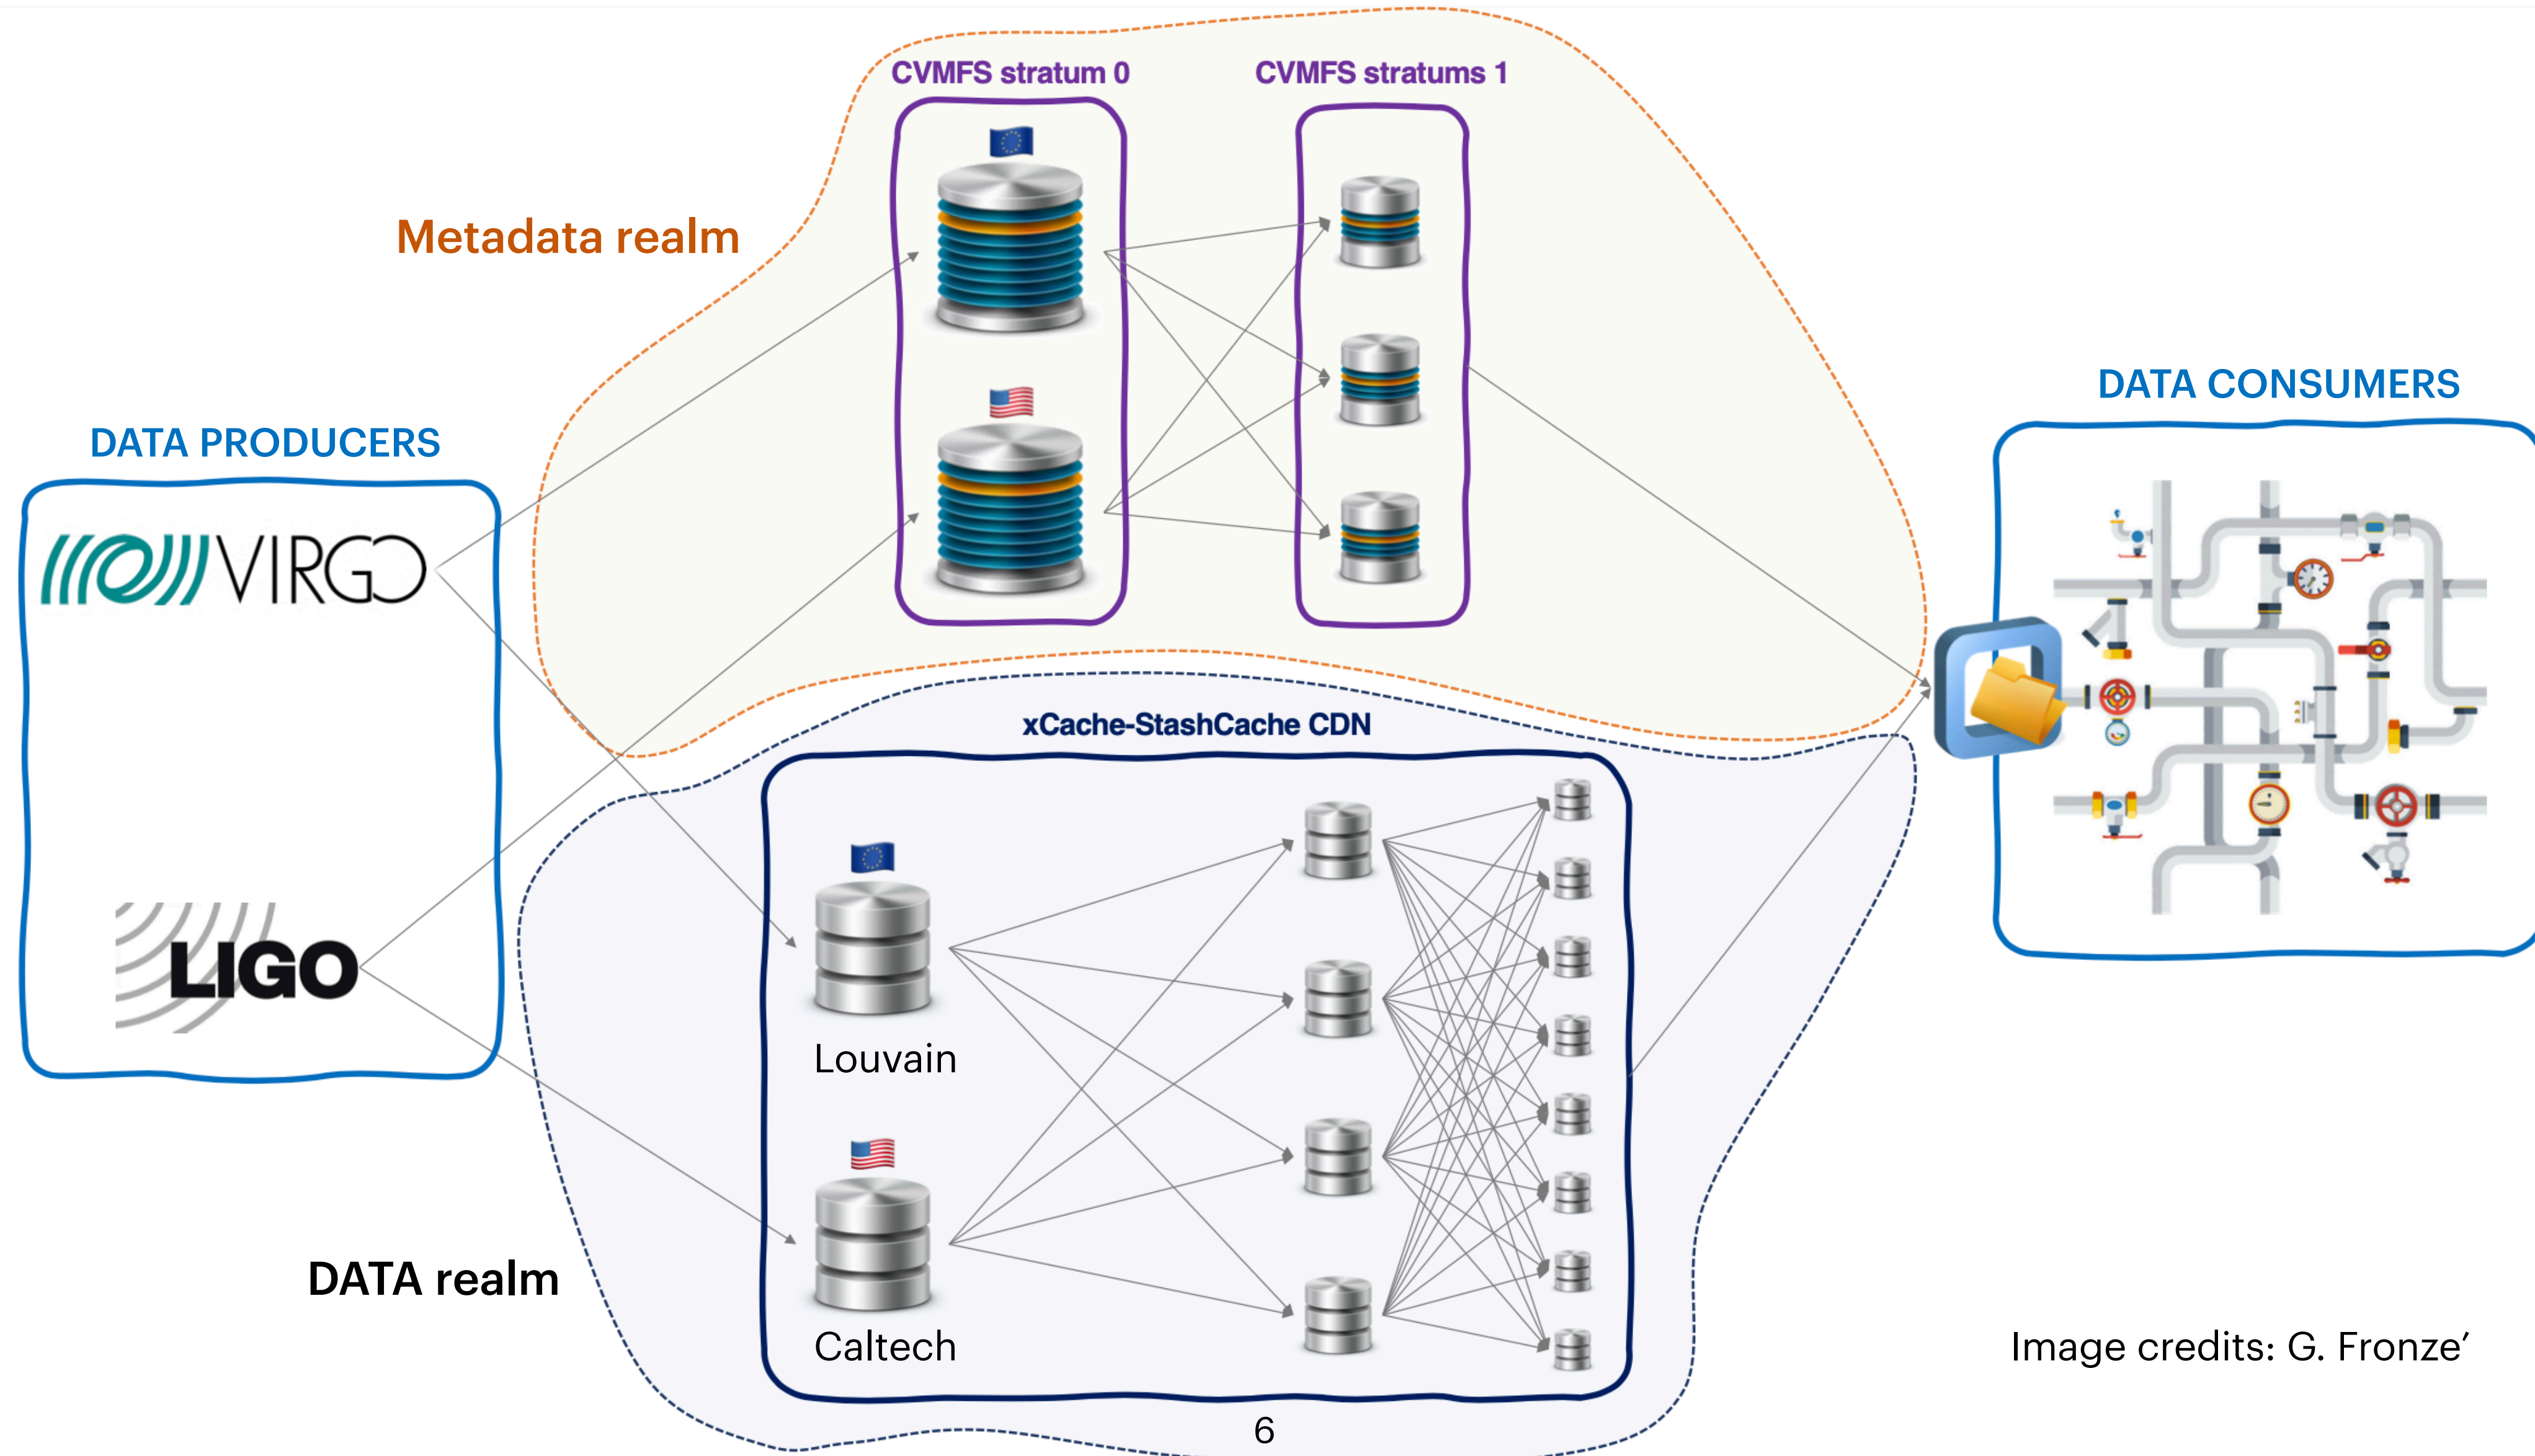 CVMFS stratum 0
CVMFS stratums 1
Metadata realm
DATA PRODUCERS
DATA CONSUMERS
VIRGO
LIGO
xCache-StashCache CDN
Louvain
Caltech
DATA realm
Image credits: G. Fronze′
6